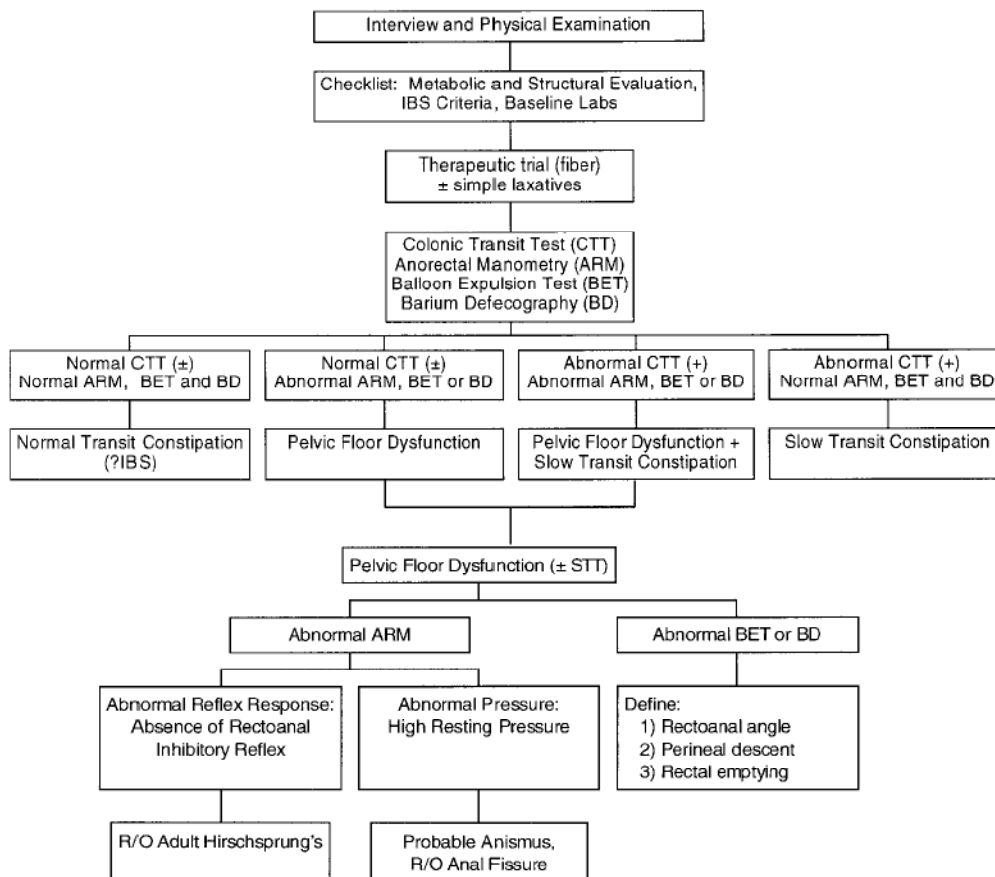 Interview and Physical Examination
Checklist: Metabolic and Structural Evaluation,
IBS Criteria, Baseline Labs
Therapeutic trial (fiber)
± simple laxatives
Colonic Transit Test (CTT)
Anorectal Manometry (ARM)
Balloon Expulsion Test (BET)
Barium Defecography (BD)
Normal CTT (±)
Normal ARM, BET and BD
Normal CTT (±)
Abnormal ARM, BET or BD
Abnormal CTT (+)
Abnormal ARM, BET or BD
Abnormal CTT (+)
Normal ARM, BET and BD
Normal Transit Constipation
(?IBS)
Pelvic Floor Dysfunction
Pelvic Floor Dysfunction +
Slow Transit Constipation
Slow Transit Constipation
Pelvic Floor Dysfunction (± STT)
Abnormal ARM
Abnormal BET or BD
Abnormal Reflex Response:
Absence of Rectoanal
Inhibitory Reflex
Abnormal Pressure:
High Resting Pressure
Define:
1) Rectoanal angle
2) Perineal descent
3) Rectal emptying
R/O Adult Hirschsprung's
Probable Anismus,
R/O Anal Fissure